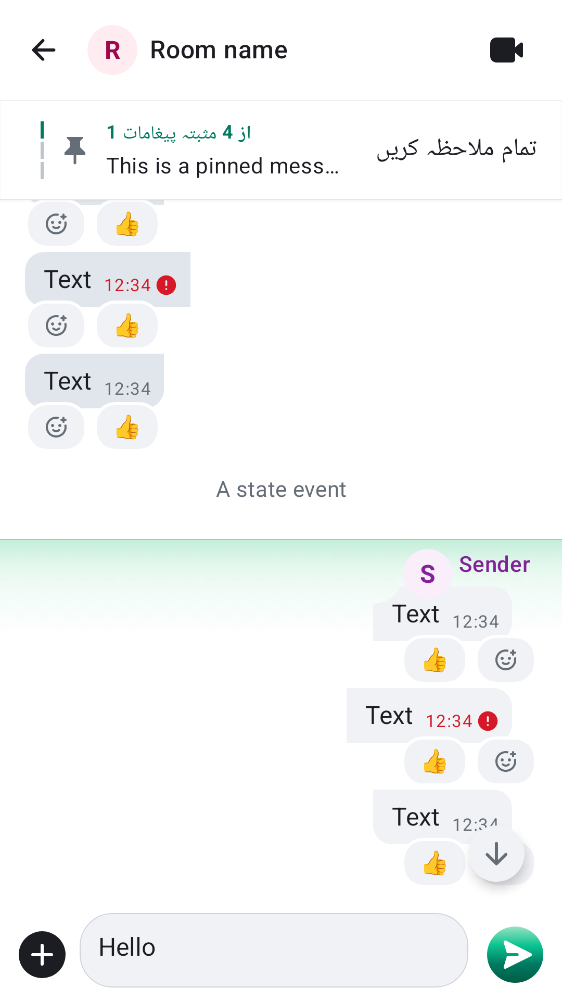 R
Room name
1 از 4 مثبتہ پیغامات
This is a pinned mess...
تمام ملاحظہ کریں
Text 12:34
Text 12:34
A state event
S
Sender
Text 12:34
Text 12:34
Text 12:34
Hello